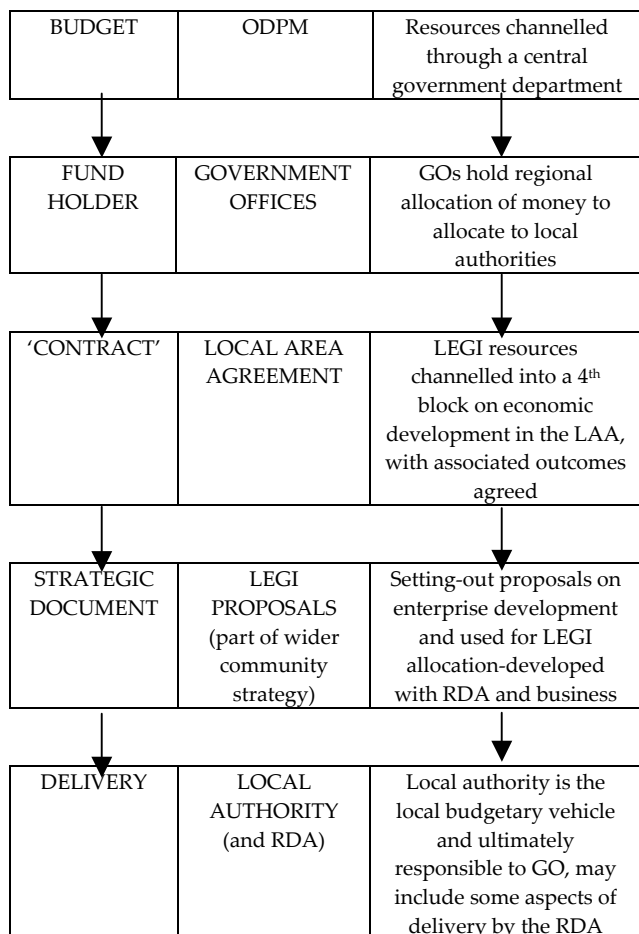 BUDGET
ODPM
Resources channelled
through a central
government department
FUND
HOLDER
GOVERNMENT
OFFICES
GOs hold regional
allocation of money to
allocate to local
authorities
‘CONTRACT’
LOCAL AREA
AGREEMENT
LEGI resources
channelled into a 4th
block on economic
development in the LAA,
with associated outcomes
agreed
STRATEGIC
DOCUMENT
LEGI
PROPOSALS
(part of wider
community
strategy)
Setting-out proposals on
enterprise development
and used for LEGI
allocation-developed
with RDA and business
DELIVERY
LOCAL
AUTHORITY
(and RDA)
Local authority is the
local budgetary vehicle
and ultimately
responsible to GO, may
include some aspects of
delivery by the RDA